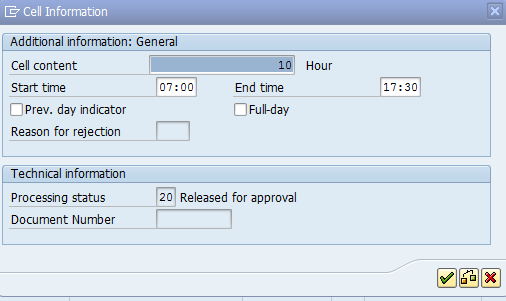 Cell Information
Additional information: General
Cell content 10 Hour
Start time 07:00 End time 17:30
Prev. day indicator Full-day
Reason for rejection
Technical information
Processing status 20 Released for approval
Document Number